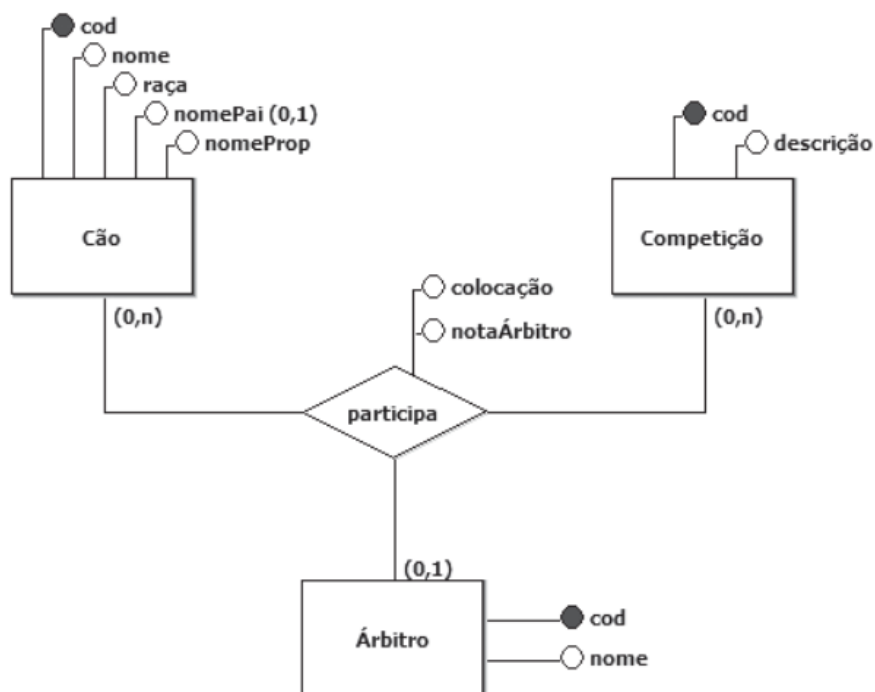 cod
nome
raça
nomePai (0,1)
nomeProp
Cão
(0,n)
cod
descrição
Competição
(0,n)
colocação
notaÁrbitro
participa
(0,1)
Árbitro
cod
nome